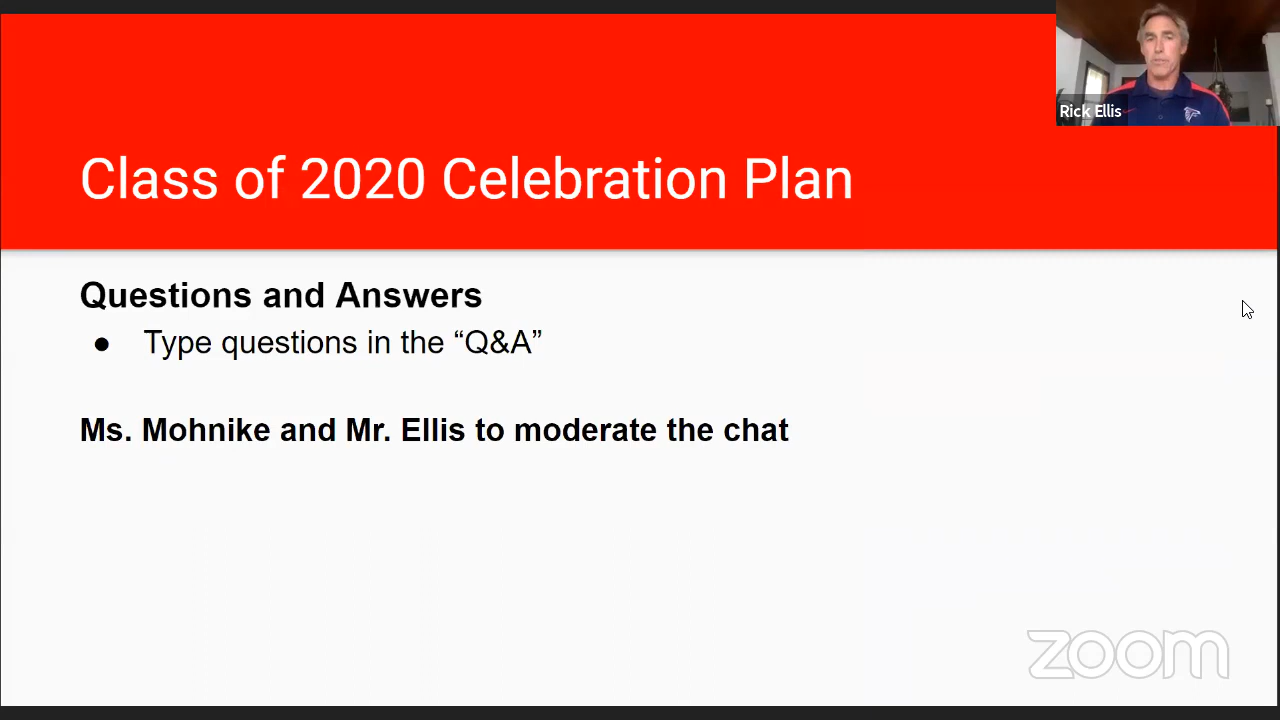 Rick Ellis
Class of 2020 Celebration Plan
Questions and Answers
● Type questions in the “Q&A”
Ms. Mohnike and Mr. Ellis to moderate the chat
zoom